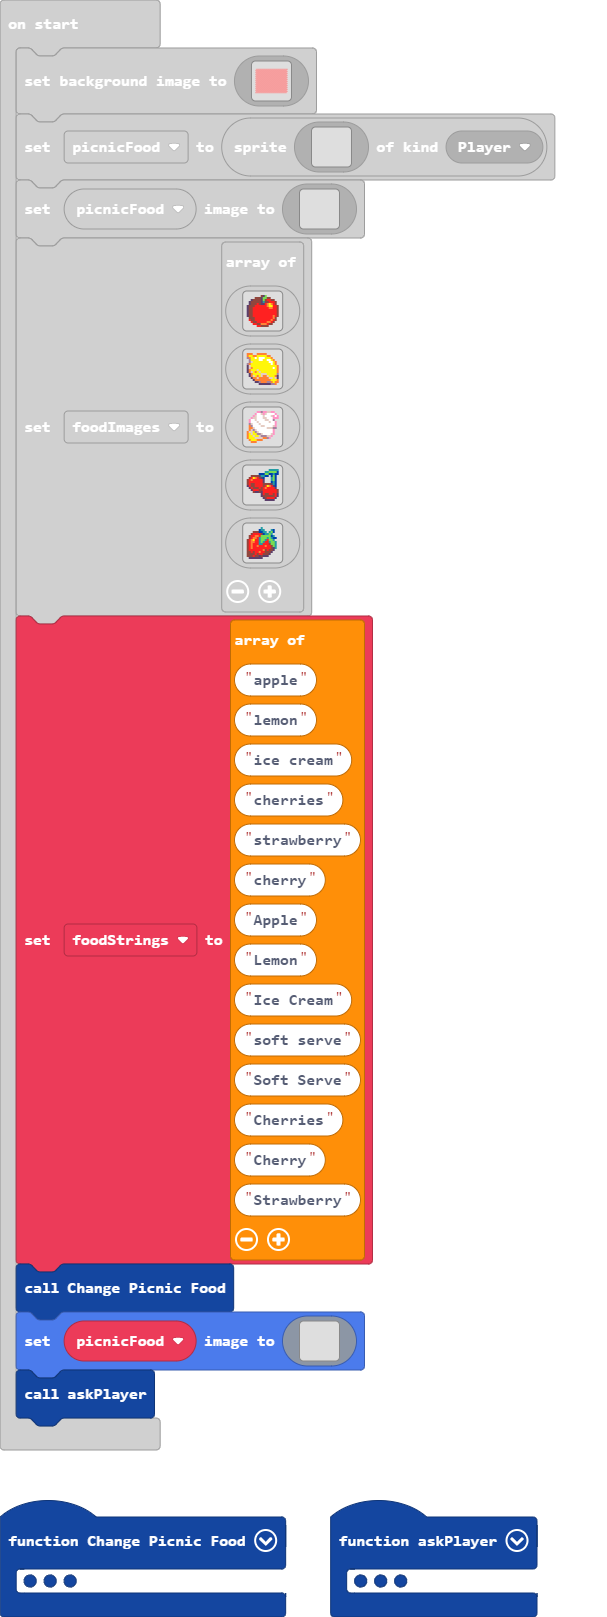 on start
set background image to
set picnicFood to sprite of kind Player
set picnicFood image to
array of
set foodImages to
array of
"apple"
"lemon"
"ice cream"
"cherries"
"strawberry"
"cherry"
"Apple"
set foodStrings to
"Lemon"
"Ice Cream"
"soft serve"
"Soft Serve"
"Cherries"
"Cherry"
"Strawberry"
call Change Picnic Food
set picnicFood image to
call askPlayer
function Change Picnic Food
function askPlayer